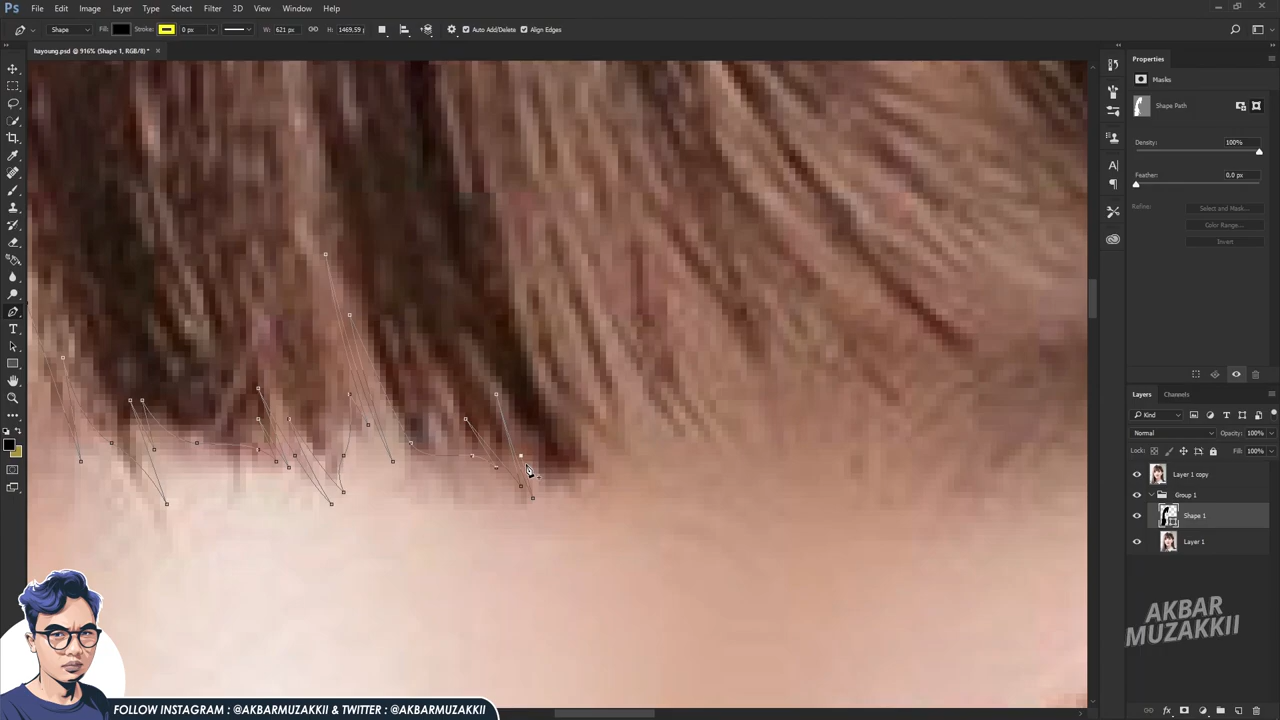 Ps File Edit Image Layer Type Select Filter 3D View Window Help
Shape Fill: Stroke: 0 px W: 621 px H: 1469,59 Auto Add/Delete Align Edges
hayoung.psd @ 916% (Shape 1, RGB/8) *
Properties
Masks
Shape Path
Density: 100%
Feather: 0.0 px
Refine: Select and Mask...
Color Range...
Invert
Layers Channels
Kind
Normal Opacity: 100%
Lock: Fill: 100%
Layer 1 copy
Group 1
Shape 1
Layer 1
AKBAR
MUZAKKII
FOLLOW INSTAGRAM : @AKBARMUZAKKII & TWITTER : @AKBARMUZAKKII